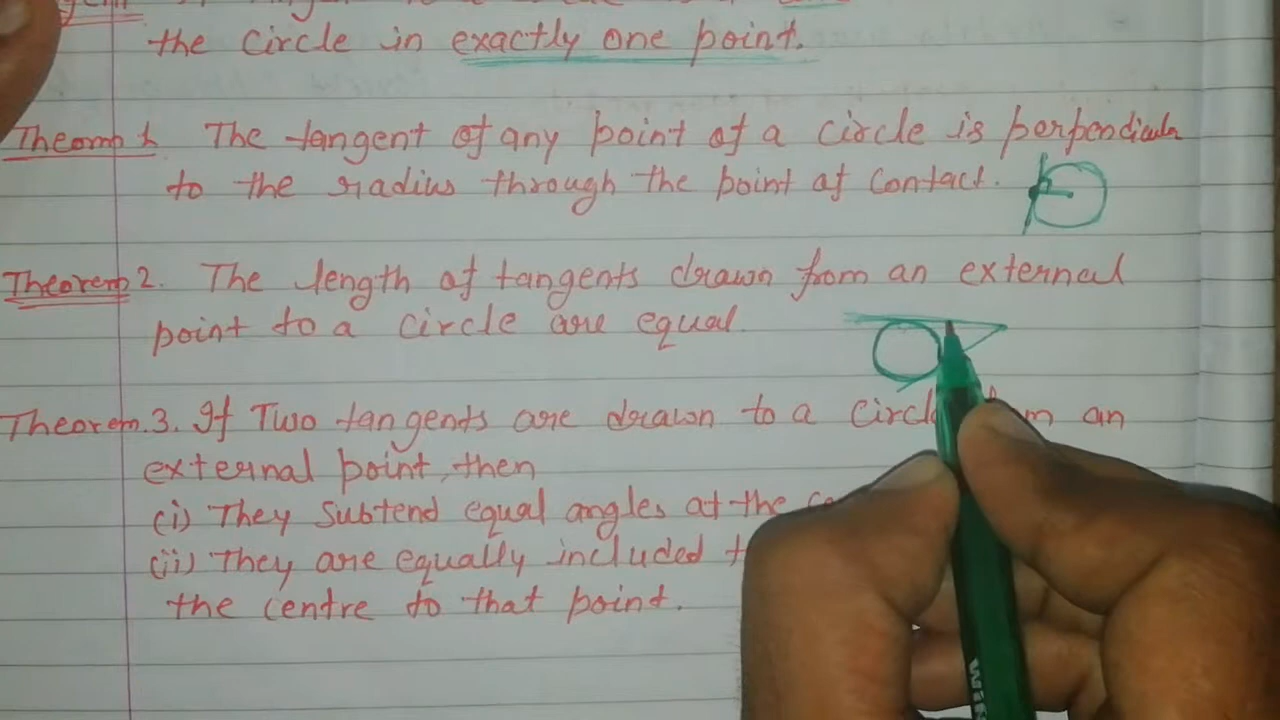 the circle in exactly one point.
Theorem 1. The tangent of any point of a circle is perpendicular
to the radius through the point of contact.
Theorem 2. The length of tangents drawn from an external
point to a circle are equal.
Theorem.3. If Two tangents are drawn to a an
external point, then
(i) They Subtend equal angles at the
(ii) They are equally included
the centre to that point.